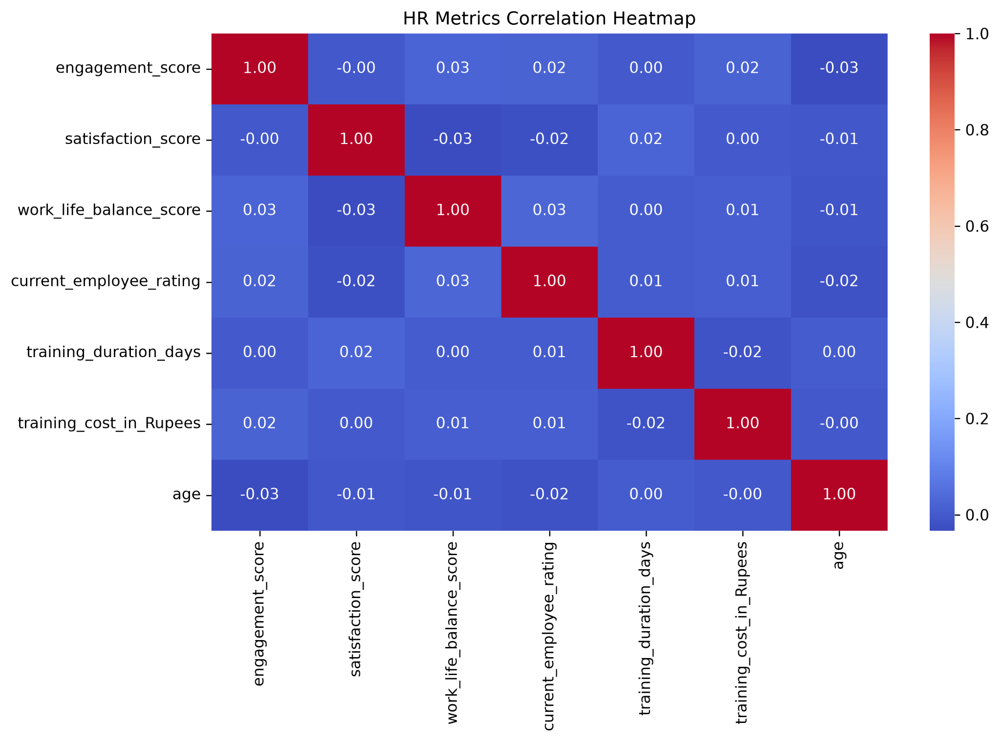 HR Metrics Correlation Heatmap
engagement_score 1.00 -0.00 0.03 0.02 0.00 0.02 -0.03
satisfaction_score -0.00 1.00 -0.03 -0.02 0.02 0.00 -0.01
work_life_balance_score 0.03 -0.03 1.00 0.03 0.00 0.01 -0.01
current_employee_rating 0.02 -0.02 0.03 1.00 0.01 0.01 -0.02
training_duration_days 0.00 0.02 0.00 0.01 1.00 -0.02 0.00
training_cost_in_Rupees 0.02 0.00 0.01 0.01 -0.02 1.00 -0.00
age -0.03 -0.01 -0.01 -0.02 0.00 -0.00 1.00
engagement_score
satisfaction_score
work_life_balance_score
current_employee_rating
training_duration_days
training_cost_in_Rupees
age
1.0
0.8
0.6
0.4
0.2
0.0